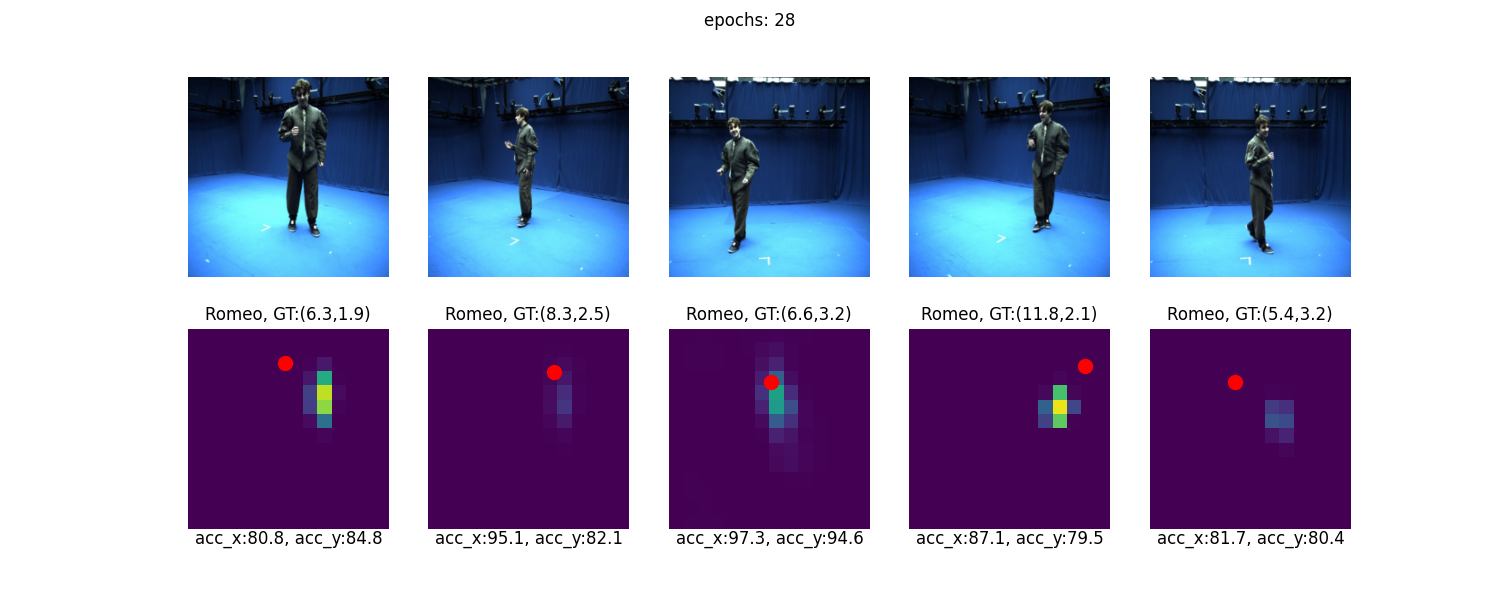 epochs: 28
Romeo, GT:(6.3,1.9)
Romeo, GT:(8.3,2.5)
Romeo, GT:(6.6,3.2)
Romeo, GT:(11.8,2.1)
Romeo, GT:(5.4,3.2)
acc_x:80.8, acc_y:84.8
acc_x:95.1, acc_y:82.1
acc_x:97.3, acc_y:94.6
acc_x:87.1, acc_y:79.5
acc_x:81.7, acc_y:80.4